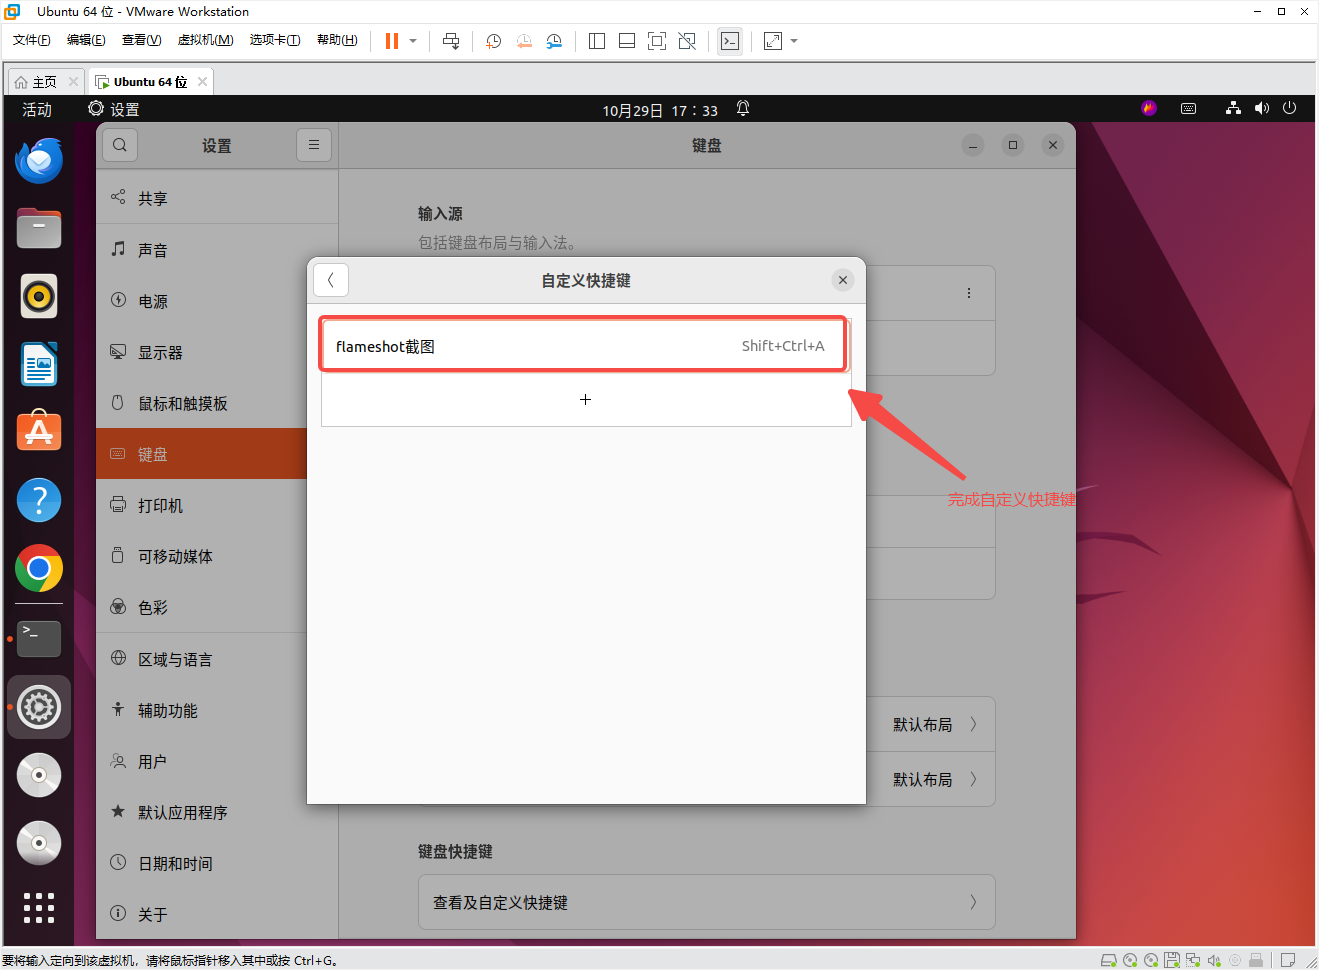 Ubuntu 64 位 - VMware Workstation
文件(F) 编辑(E) 查看(V) 虚拟机(M) 选项卡(T) 帮助(H)
主页 Ubuntu 64 位
活动 设置 10月29日 17：33
设置 键盘
共享
声音
电源
显示器
鼠标和触摸板
键盘
打印机
可移动媒体
色彩
区域与语言
辅助功能
用户
默认应用程序
日期和时间
关于
输入源
包括键盘布局与输入法。
自定义快捷键
flameshot截图 Shift+Ctrl+A
+
完成自定义快捷键
默认布局
默认布局
键盘快捷键
查看及自定义快捷键
要将输入定向到该虚拟机，请将鼠标指针移入其中或按 Ctrl+G。